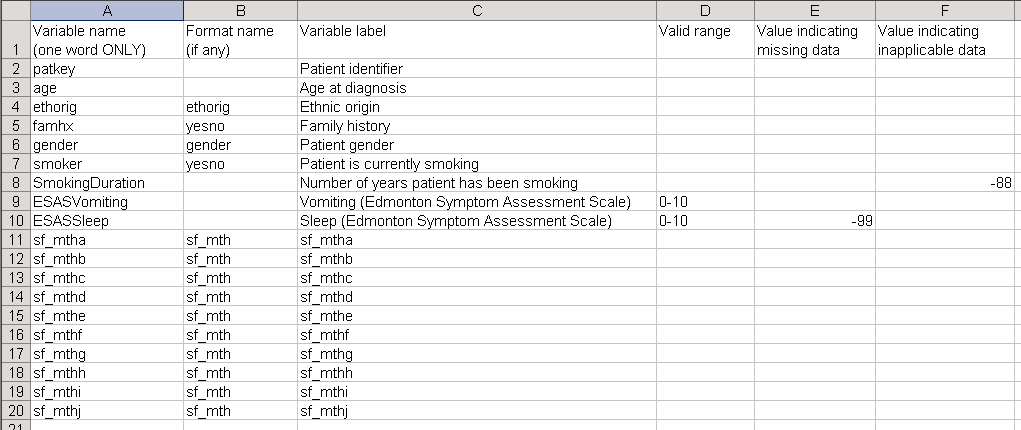 A B C D E F
1 Variable name (one word ONLY) Format name (if any) Variable label Valid range Value indicating missing data Value indicating inapplicable data
2 patkey Patient identifier
3 age Age at diagnosis
4 ethorig ethorig Ethnic origin
5 famhx yesno Family history
6 gender gender Patient gender
7 smoker yesno Patient is currently smoking
8 SmokingDuration Number of years patient has been smoking -88
9 ESASVomiting Vomiting (Edmonton Symptom Assessment Scale) 0-10
10 ESASSleep Sleep (Edmonton Symptom Assessment Scale) 0-10 -99
11 sf_mtha sf_mth sf_mtha
12 sf_mthb sf_mth sf_mthb
13 sf_mthc sf_mth sf_mthc
14 sf_mthd sf_mth sf_mthd
15 sf_mthe sf_mth sf_mthe
16 sf_mthf sf_mth sf_mthf
17 sf_mthg sf_mth sf_mthg
18 sf_mthh sf_mth sf_mthh
19 sf_mthi sf_mth sf_mthi
20 sf_mthj sf_mth sf_mthj
21